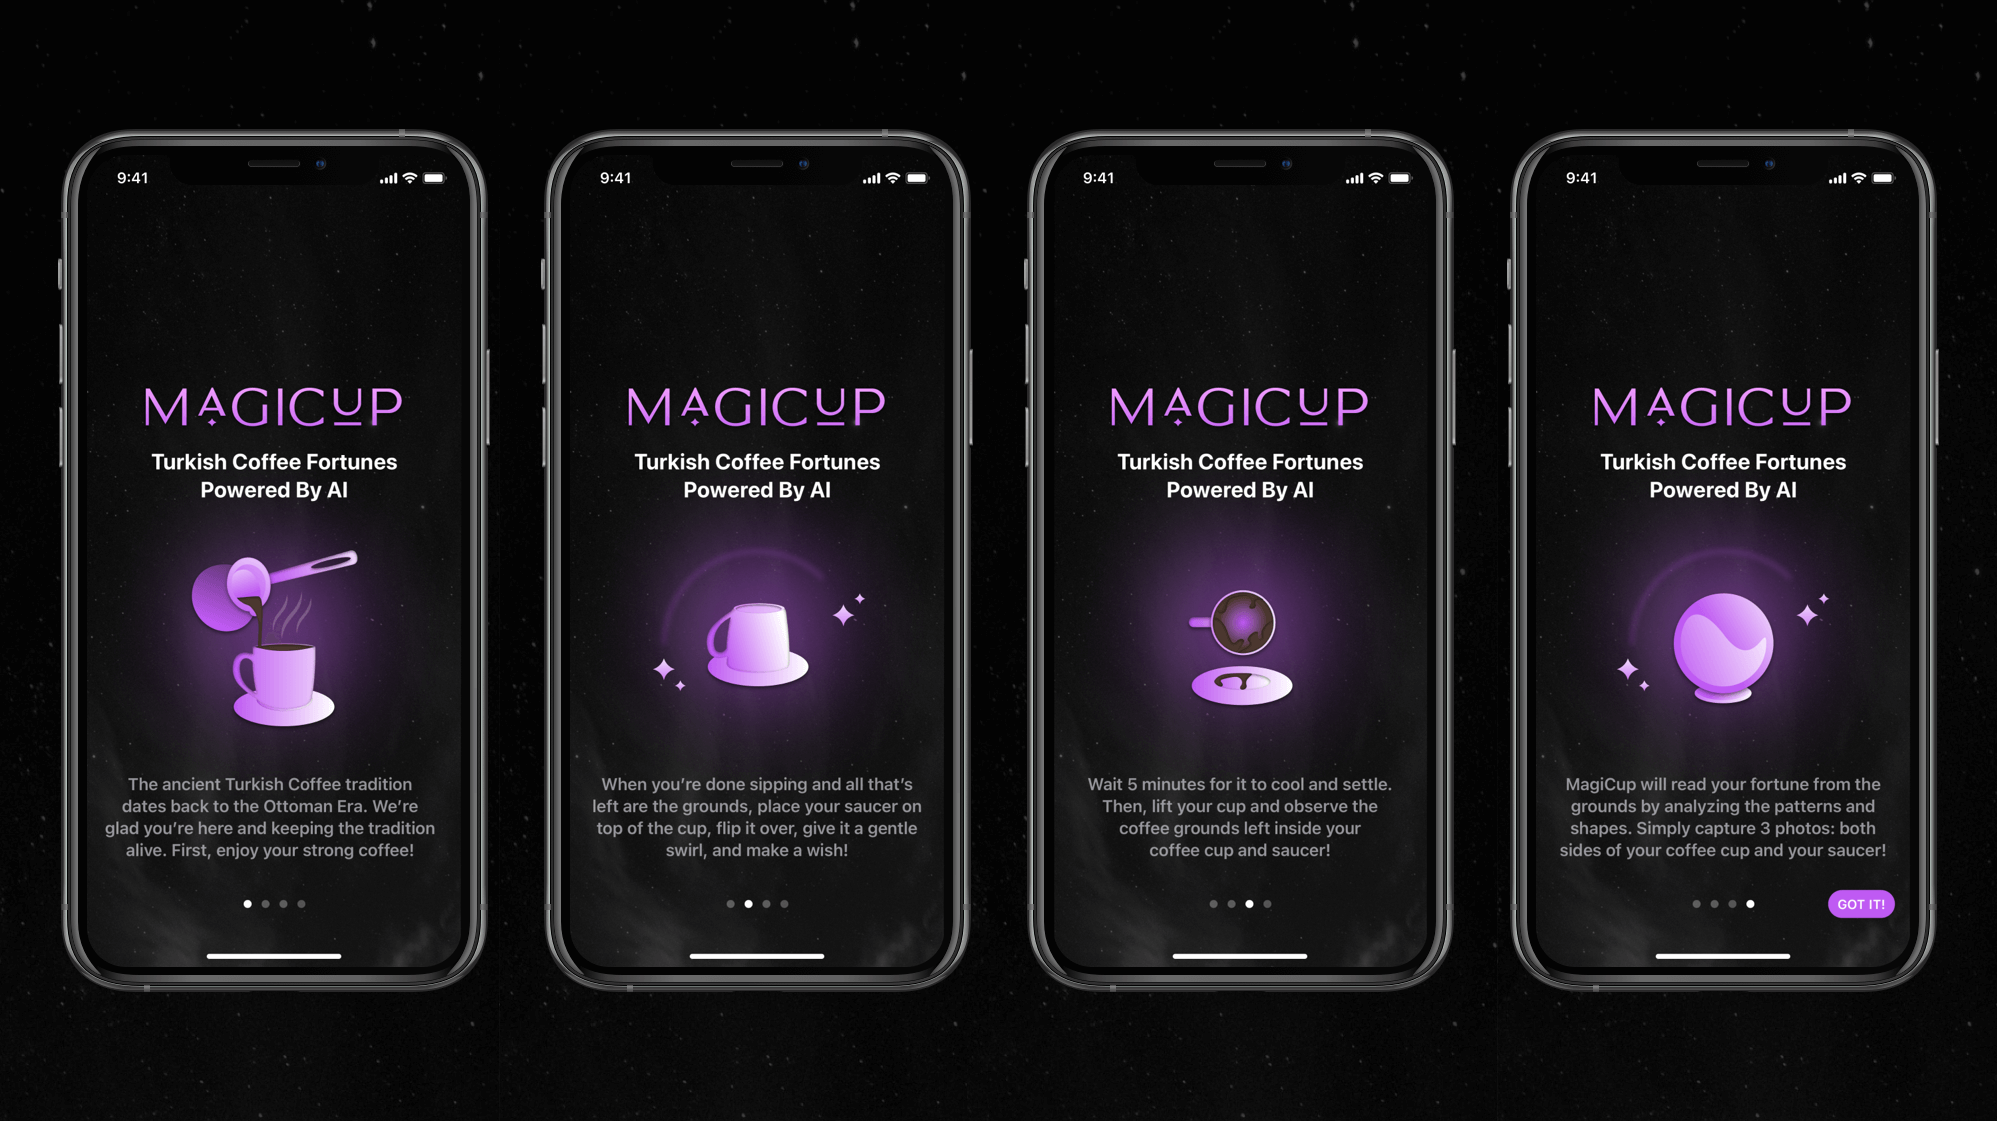 9:41
MAGICUP
Turkish Coffee Fortunes
Powered By AI
The ancient Turkish Coffee tradition
dates back to the Ottoman Era. We’re
glad you’re here and keeping the tradition
alive. First, enjoy your strong coffee!
9:41
MAGICUP
Turkish Coffee Fortunes
Powered By AI
When you’re done sipping and all that’s
left are the grounds, place your saucer on
top of the cup, flip it over, give it a gentle
swirl, and make a wish!
9:41
MAGICUP
Turkish Coffee Fortunes
Powered By AI
Wait 5 minutes for it to cool and settle.
Then, lift your cup and observe the
coffee grounds left inside your
coffee cup and saucer!
9:41
MAGICUP
Turkish Coffee Fortunes
Powered By AI
MagiCup will read your fortune from the
grounds by analyzing the patterns and
shapes. Simply capture 3 photos: both
sides of your coffee cup and your saucer!
GOT IT!